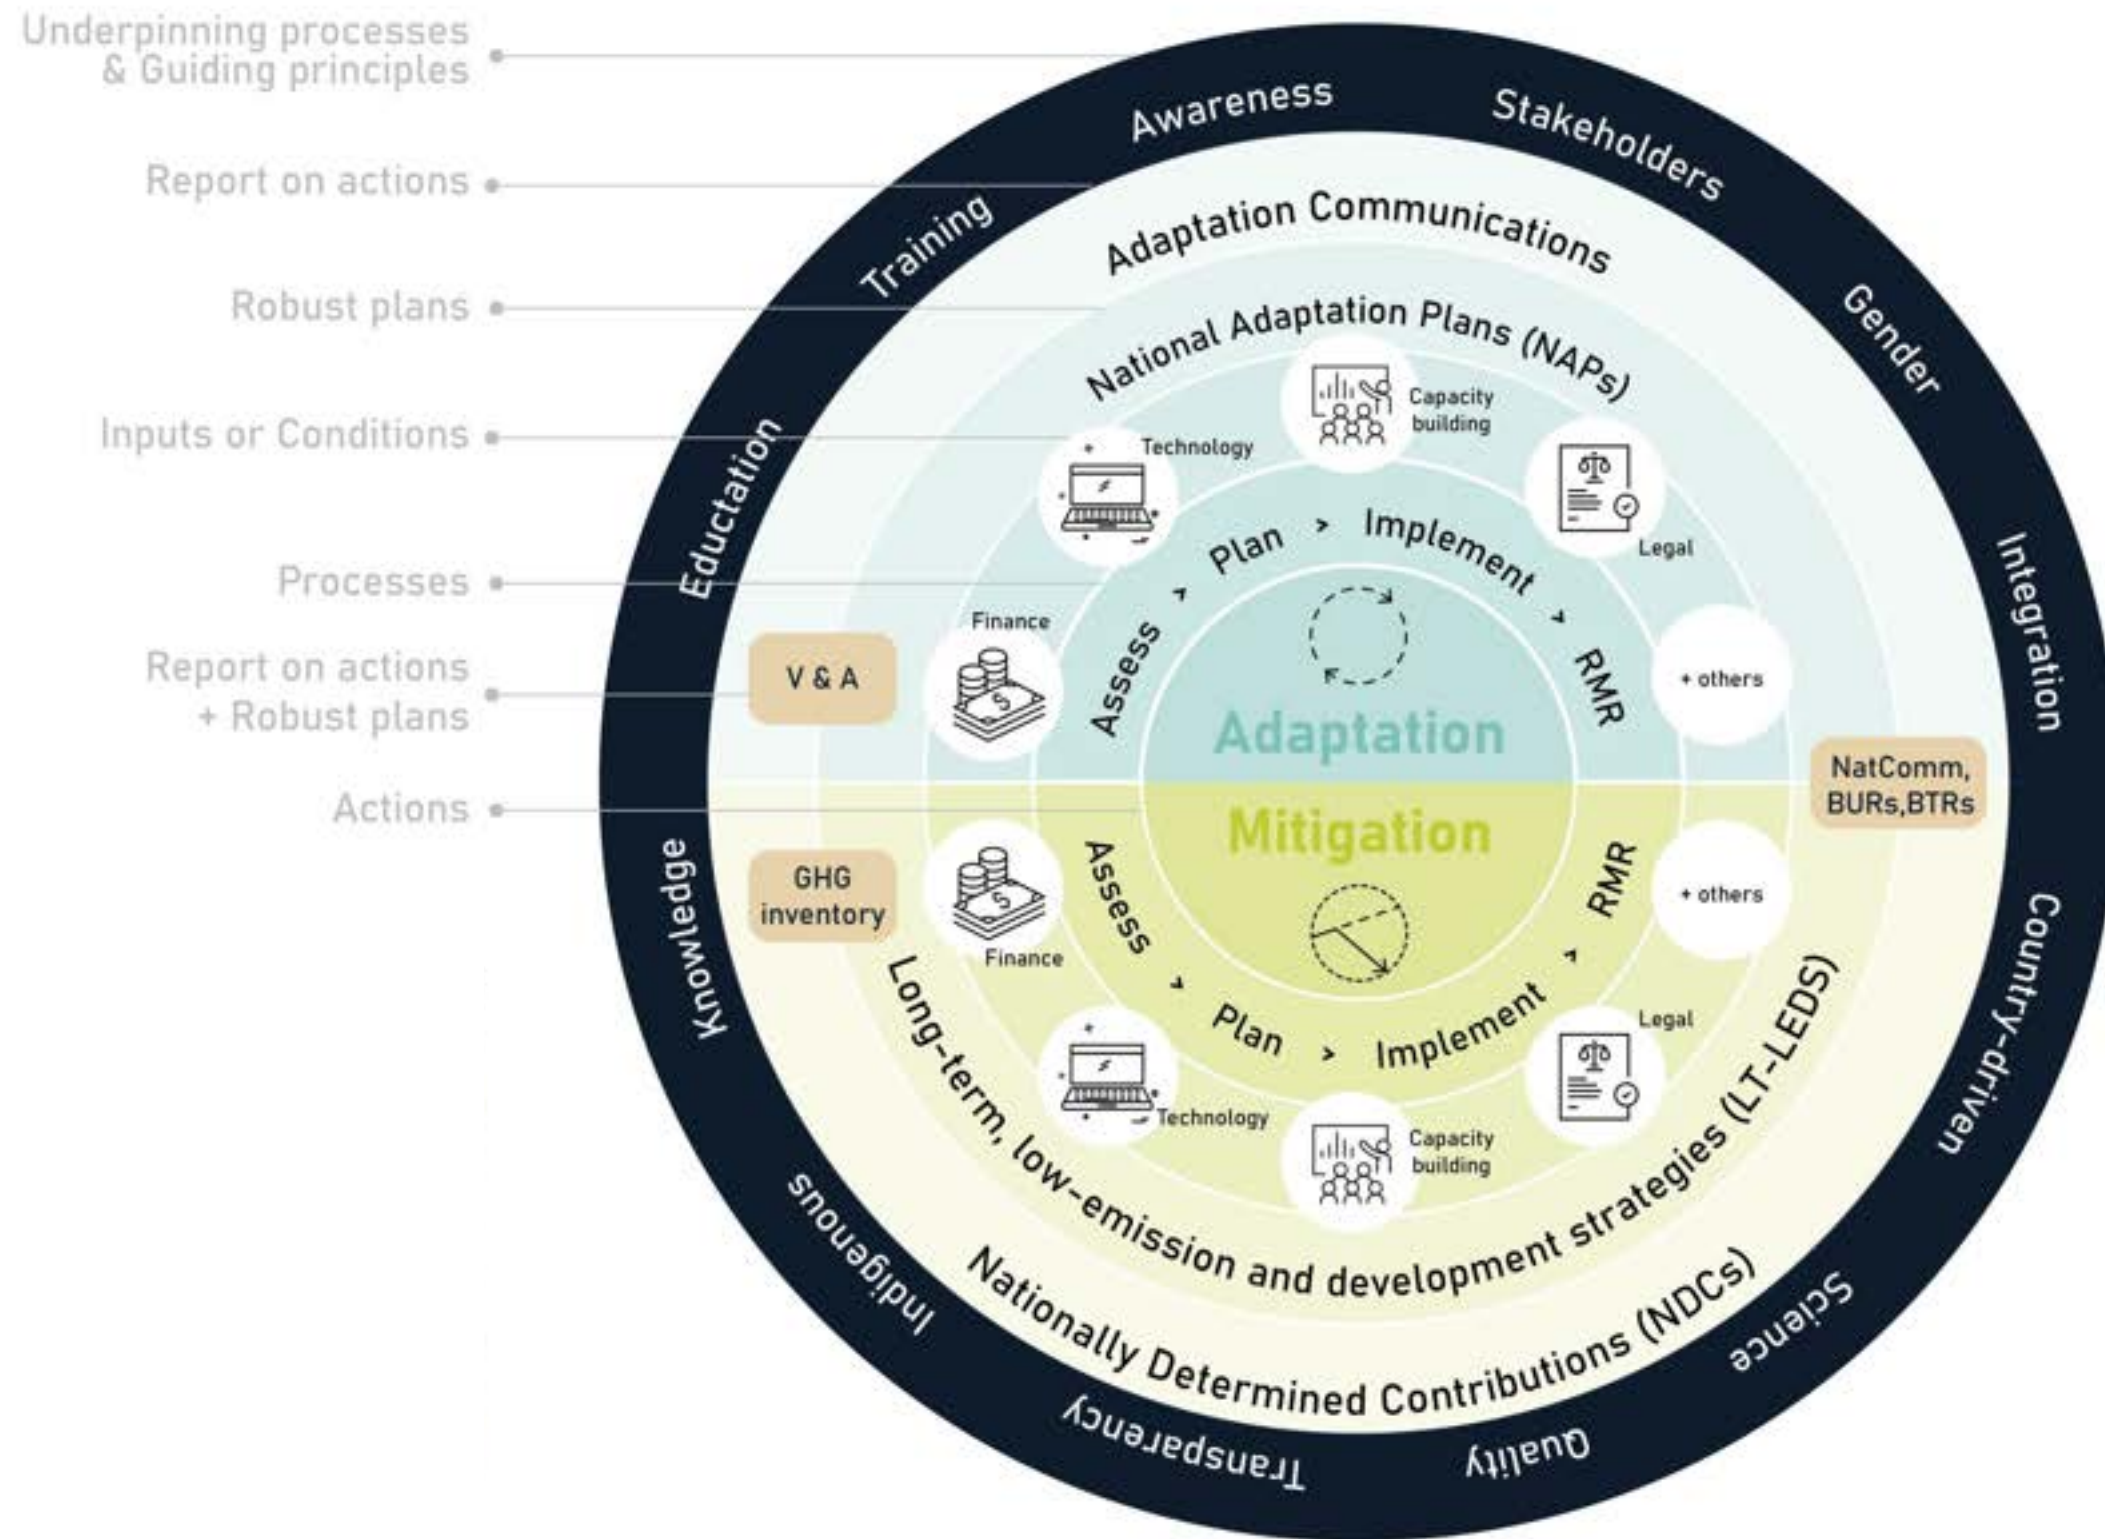 Underpinning processes
& Guiding principles
Report on actions
Robust plans
Inputs or Conditions
Processes
Report on actions
+ Robust plans
Actions
Awareness
Stakeholders
Gender
Integration
Country-driven
Science
Quality
Transparency
Indigenous
Knowledge
Eductation
Training
Adaptation Communications
National Adaptation Plans (NAPs)
Capacity
building
Technology
Legal
Finance
+ others
V & A
Assess > Plan > Implement > RMR
Adaptation
NatComm,
BURs,BTRs
Mitigation
Assess > Plan > Implement > RMR
GHG
inventory
Finance
+ others
Technology
Legal
Capacity
building
Long-term, low-emission and development strategies (LT-LEDS)
Nationally Determined Contributions (NDCs)